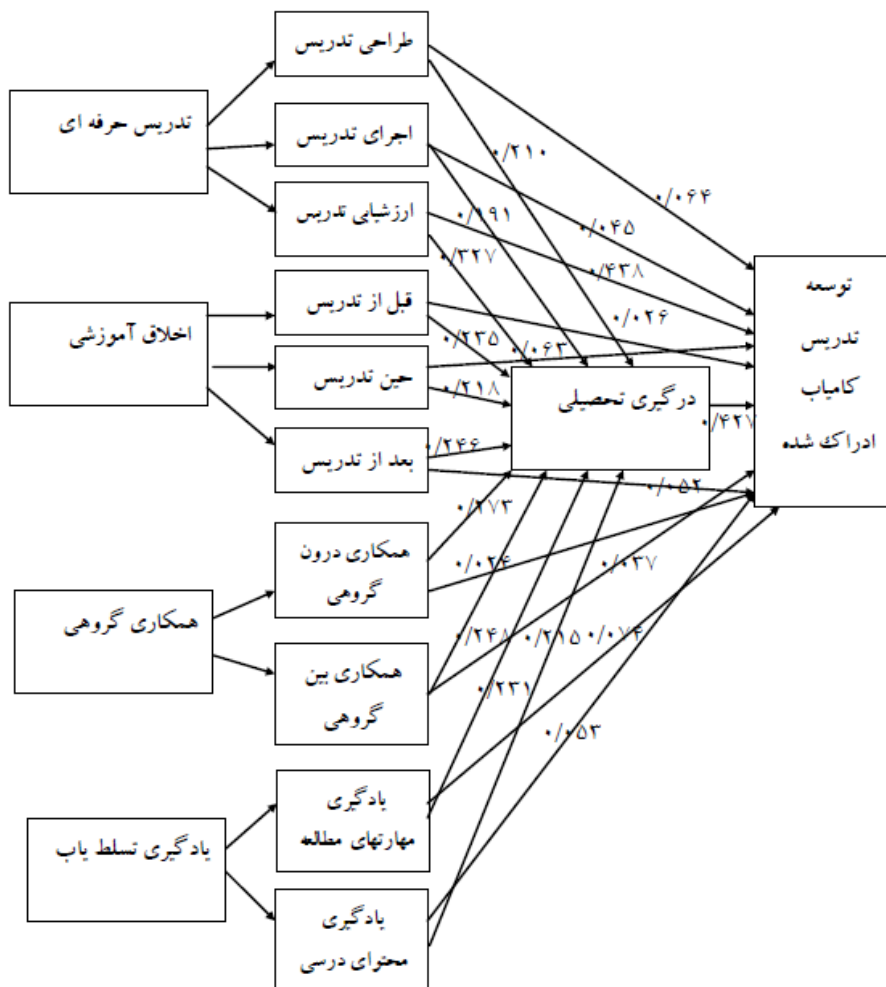 طراحی تدریس
تدریس حرفه ای
اجرای تدریس
ارزشیابی تدریس
۰/۲۱۰
۰/۰۶۴
۰/۱۹۱
۰/۰۴۵
۰/۳۲۷
۰/۴۳۸
اخلاق آموزشی
قبل از تدریس
حین تدریس
بعد از تدریس
۰/۰۲۶
۰/۲۳۵
۰/۰۶۳
۰/۲۱۸
۰/۲۴۶
۰/۰۵۲
درگیری تحصیلی
۰/۴۲۷
توسعه
تدریس
کامیاب
ادراک شده
همکاری گروهی
همکاری درون
گروهی
همکاری بین
گروهی
۰/۲۷۳
۰/۰۲۴
۰/۰۳۷
۰/۲۴۸
۰/۲۱۵
۰/۰۷۴
۰/۲۳۱
۰/۰۵۳
یادگیری تسلط یاب
یادگیری
مهارتهای مطالعه
یادگیری
محتوای درسی